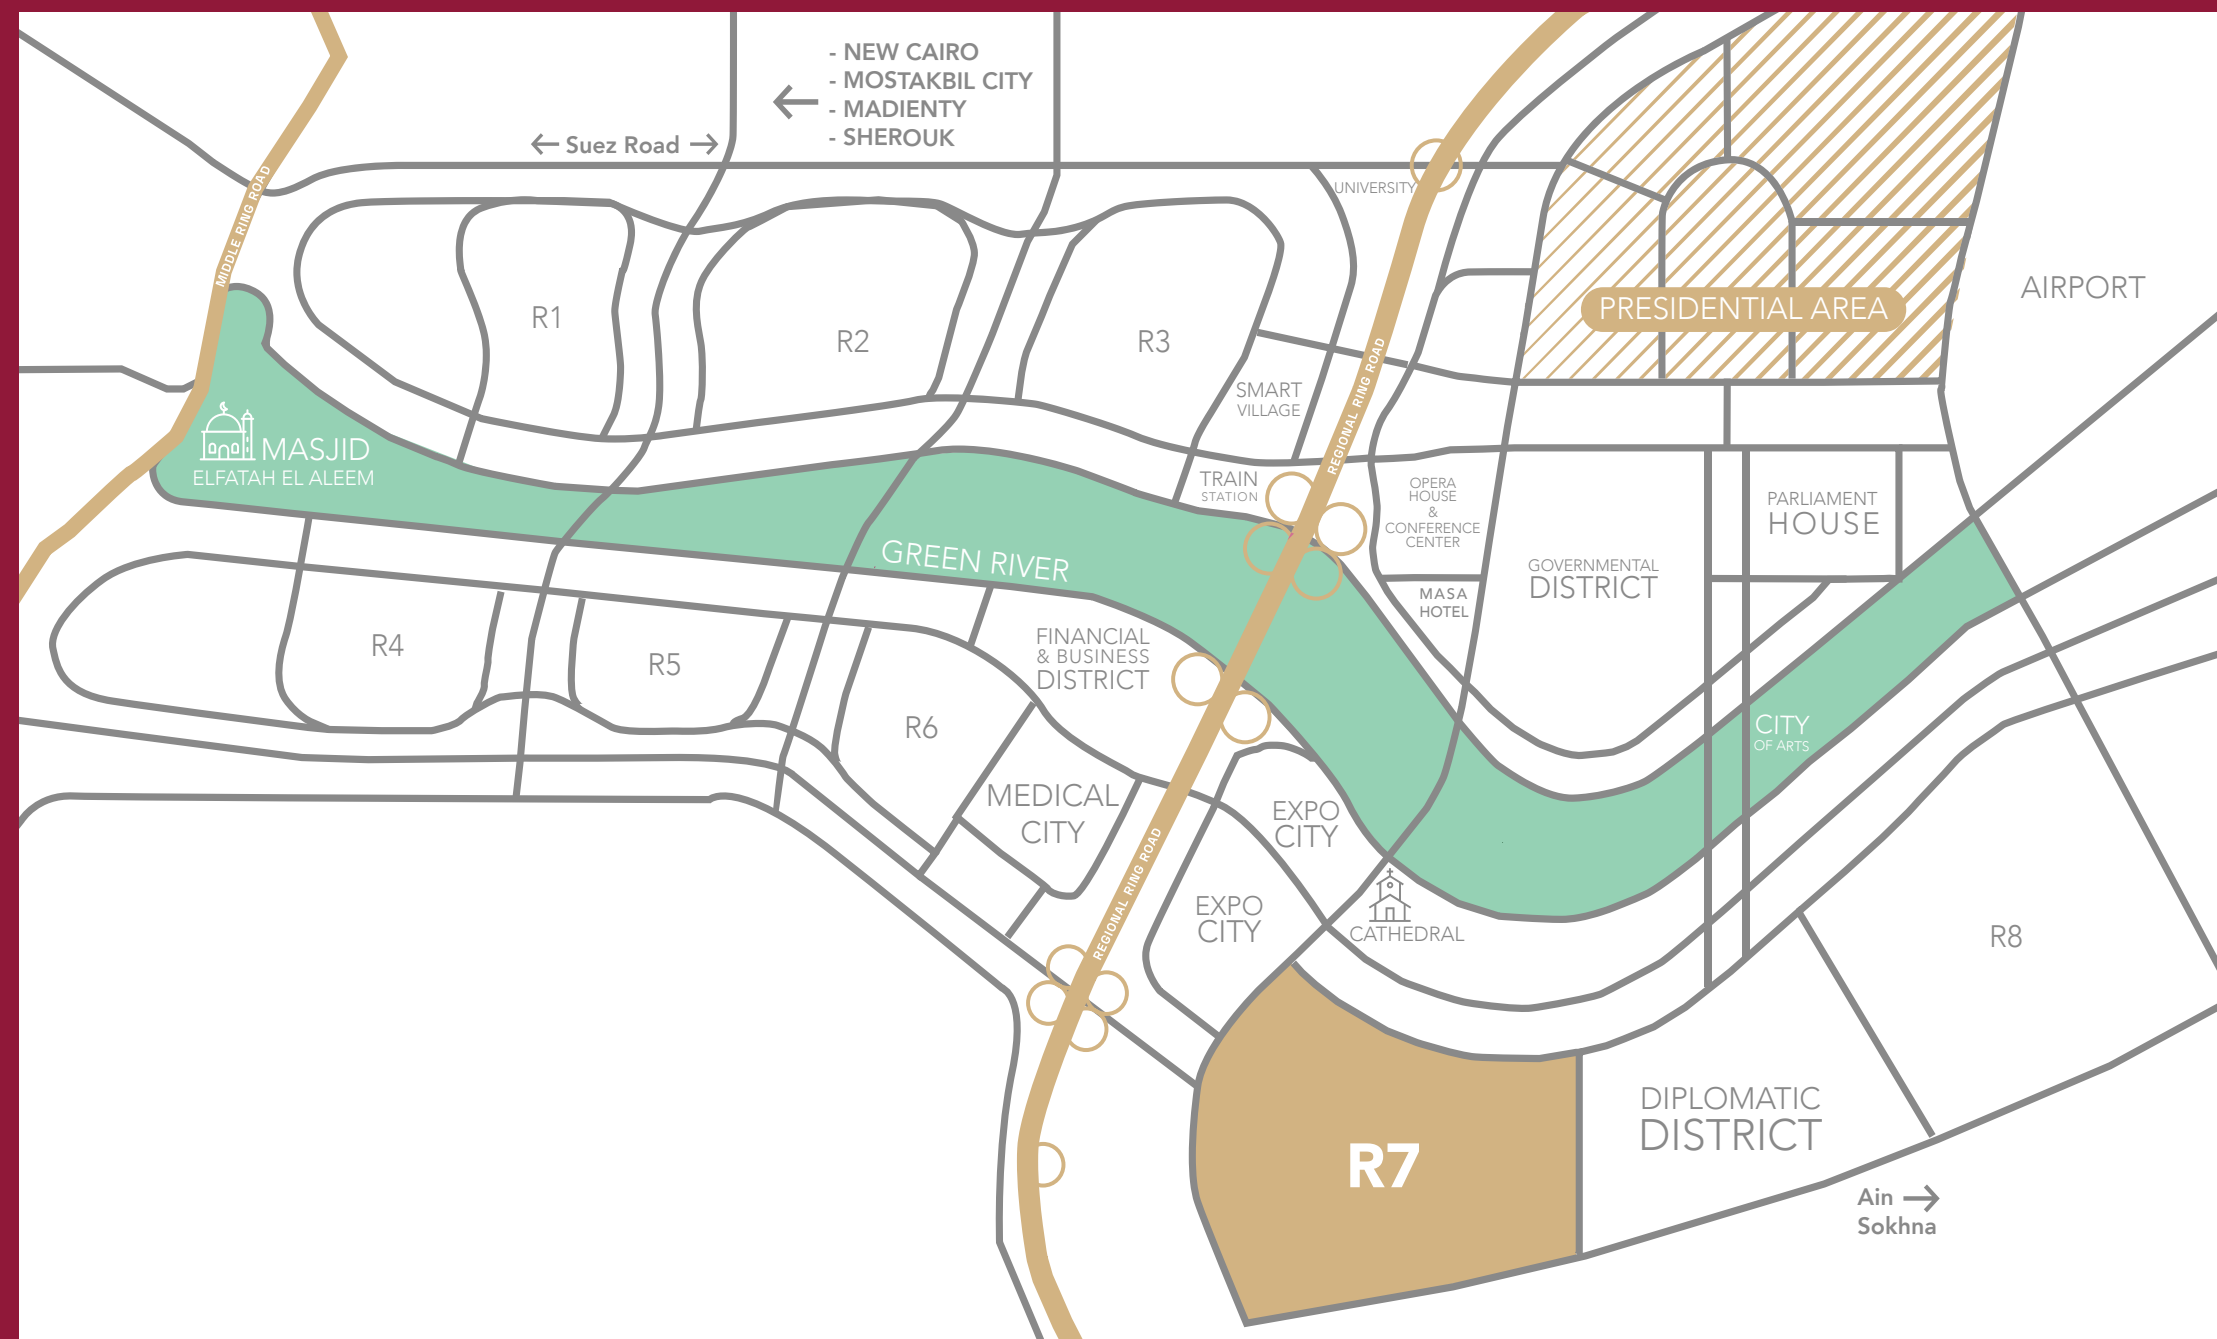 - NEW CAIRO
- MOSTAKBIL CITY
- MADIENTY
- SHEROUK
Suez Road
UNIVERSITY
MIDDLE RING ROAD
PRESIDENTIAL AREA
AIRPORT
R1
R2
R3
SMART
VILLAGE
REGIONAL RING ROAD
MASJID
ELFATAH EL ALEEM
TRAIN
STATION
OPERA
HOUSE
&
CONFERENCE
CENTER
PARLIAMENT
HOUSE
GREEN RIVER
GOVERNMENTAL
DISTRICT
MASA
HOTEL
R4
R5
FINANCIAL
& BUSINESS
DISTRICT
R6
CITY
OF ARTS
MEDICAL
CITY
EXPO
CITY
REGIONAL RING ROAD
EXPO
CITY
CATHEDRAL
R8
R7
DIPLOMATIC
DISTRICT
Ain
Sokhna